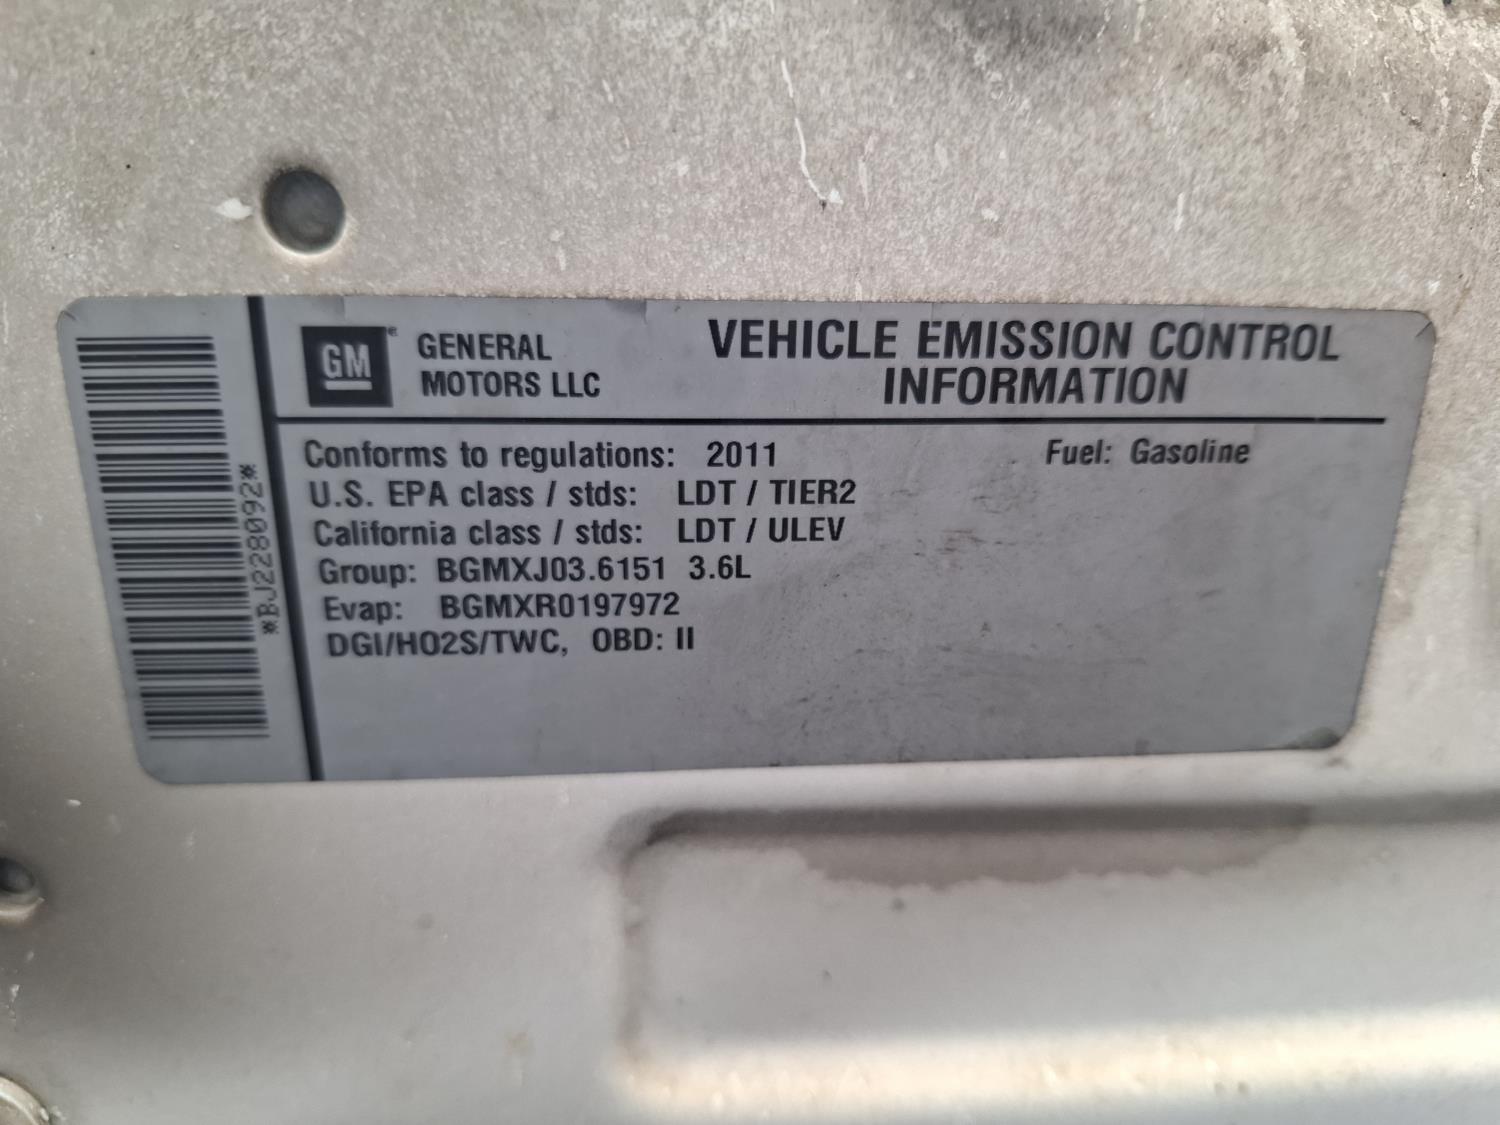 GM
GENERAL
MOTORS LLC
VEHICLE EMISSION CONTROL
INFORMATION
Conforms to regulations: 2011
Fuel: Gasoline
U.S. EPA class / stds: LDT / TIER2
California class / stds: LDT / ULEV
Group: BGMXJ03.6151 3.6L
Evap: BGMXR0197972
DGI/HO2S/TWC, OBD: II
*BJ228092*